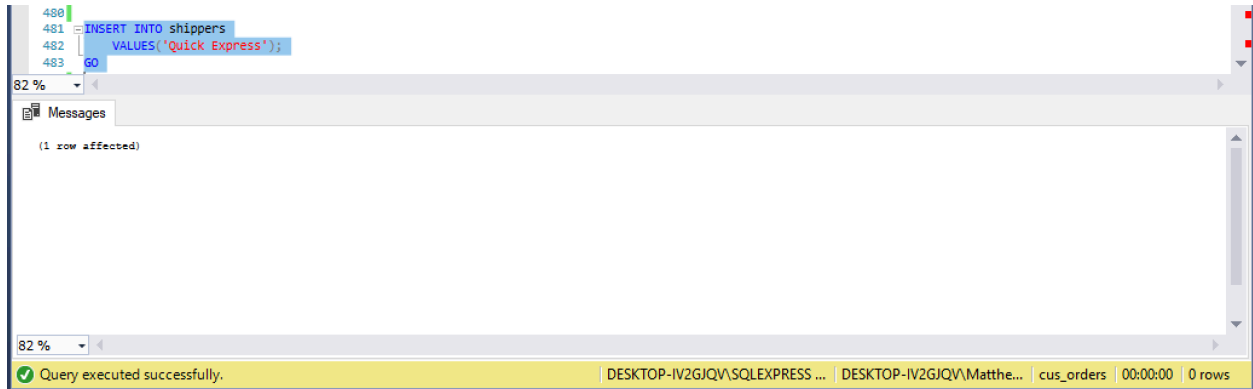 480
481 INSERT INTO shippers
482 VALUES('Quick Express');
483 GO
82 %
Messages
(1 row affected)
82 %
Query executed successfully. DESKTOP-IV2GJQV\SQLEXPRESS ... DESKTOP-IV2GJQV\Matthe... cus_orders 00:00:00 0 rows